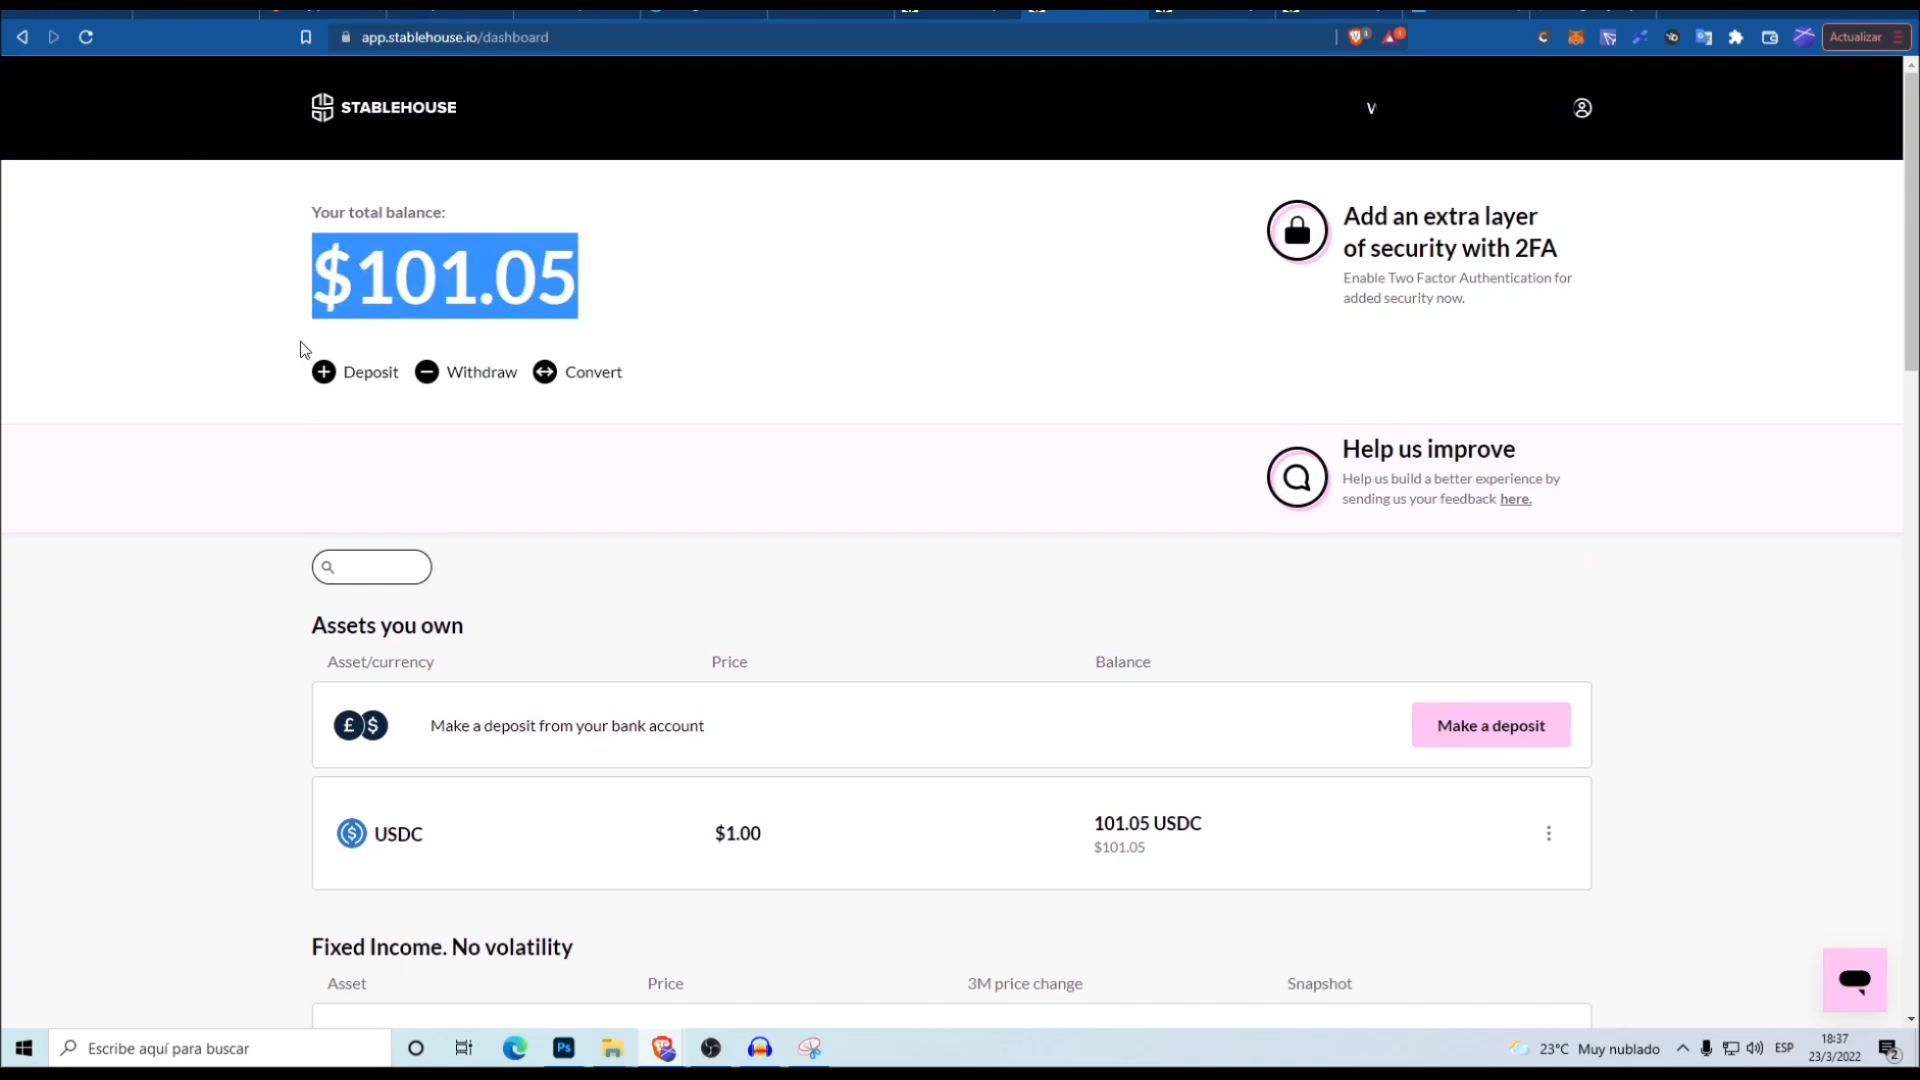 app.stablehouse.io/dashboard
Actualizar
STABLEHOUSE
Your total balance:
$101.05
Deposit
Withdraw
Convert
Add an extra layer
of security with 2FA
Enable Two Factor Authentication for
added security now.
Help us improve
Help us build a better experience by
sending us your feedback here.
Assets you own
Asset/currency Price Balance
£ $ Make a deposit from your bank account Make a deposit
USDC $1.00 101.05 USDC
$101.05
Fixed Income. No volatility
Asset Price 3M price change Snapshot
Escribe aquí para buscar
Ps
23°C Muy nublado
ESP
18:37
23/3/2022
2